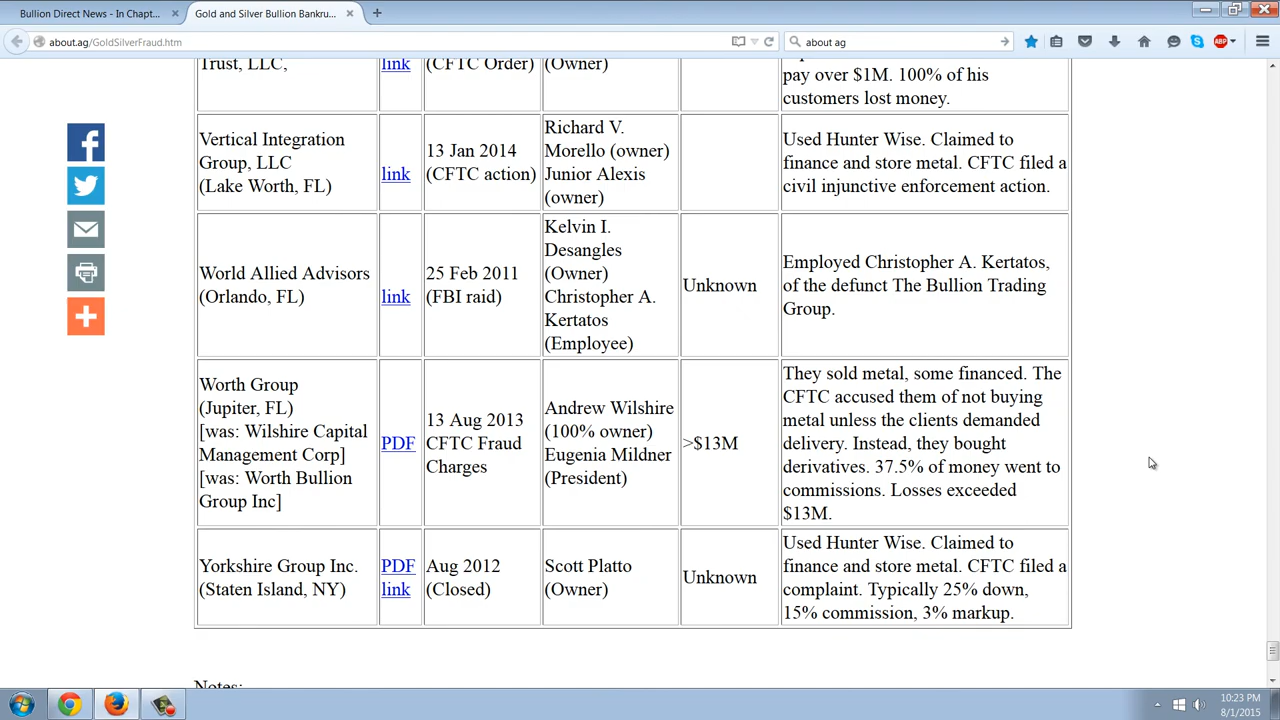 Bullion Direct News - In Chapt...
Gold and Silver Bullion Bankru...
about.ag/GoldSilverFraud.htm
about ag
ABP
Trust, LLC,
link
(CFTC Order)
(Owner)
pay over $1M. 100% of his
customers lost money.
Vertical Integration
Group, LLC
(Lake Worth, FL)
link
13 Jan 2014
(CFTC action)
Richard V.
Morello (owner)
Junior Alexis
(owner)
Used Hunter Wise. Claimed to
finance and store metal. CFTC filed a
civil injunctive enforcement action.
World Allied Advisors
(Orlando, FL)
link
25 Feb 2011
(FBI raid)
Kelvin I.
Desangles
(Owner)
Christopher A.
Kertatos
(Employee)
Unknown
Employed Christopher A. Kertatos,
of the defunct The Bullion Trading
Group.
Worth Group
(Jupiter, FL)
[was: Wilshire Capital
Management Corp]
[was: Worth Bullion
Group Inc]
PDF
13 Aug 2013
CFTC Fraud
Charges
Andrew Wilshire
(100% owner)
Eugenia Mildner
(President)
>$13M
They sold metal, some financed. The
CFTC accused them of not buying
metal unless the clients demanded
delivery. Instead, they bought
derivatives. 37.5% of money went to
commissions. Losses exceeded
$13M.
Yorkshire Group Inc.
(Staten Island, NY)
PDF
link
Aug 2012
(Closed)
Scott Platto
(Owner)
Unknown
Used Hunter Wise. Claimed to
finance and store metal. CFTC filed a
complaint. Typically 25% down,
15% commission, 3% markup.
Notes:
10:23 PM
8/1/2015